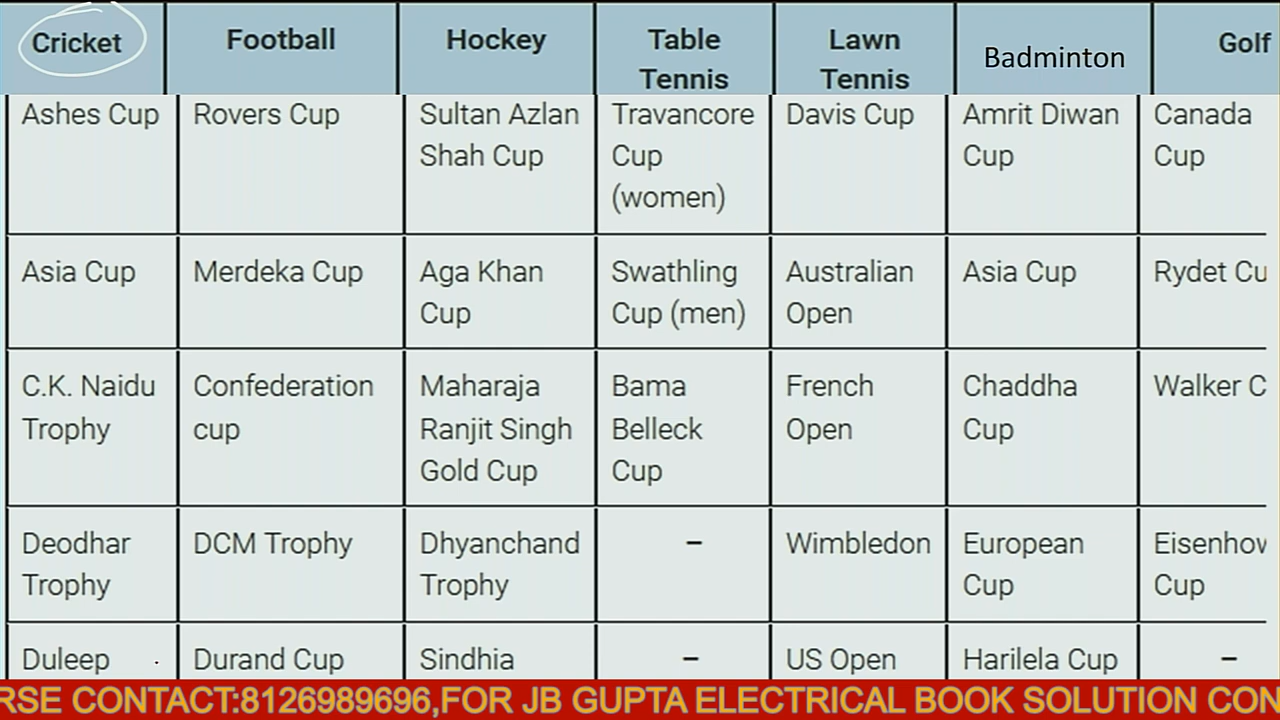 Cricket Football Hockey Table Tennis Lawn Tennis Badminton Golf
Ashes Cup Rovers Cup Sultan Azlan Shah Cup Travancore Cup (women) Davis Cup Amrit Diwan Cup Canada Cup
Asia Cup Merdeka Cup Aga Khan Cup Swathling Cup (men) Australian Open Asia Cup Rydet Cu
C.K. Naidu Trophy Confederation cup Maharaja Ranjit Singh Gold Cup Bama Belleck Cup French Open Chaddha Cup Walker C
Deodhar Trophy DCM Trophy Dhyanchand Trophy – Wimbledon European Cup Eisenhow Cup
Duleep Durand Cup Sindhia – US Open Harilela Cup –
RSE CONTACT:8126989696,FOR JB GUPTA ELECTRICAL BOOK SOLUTION CON